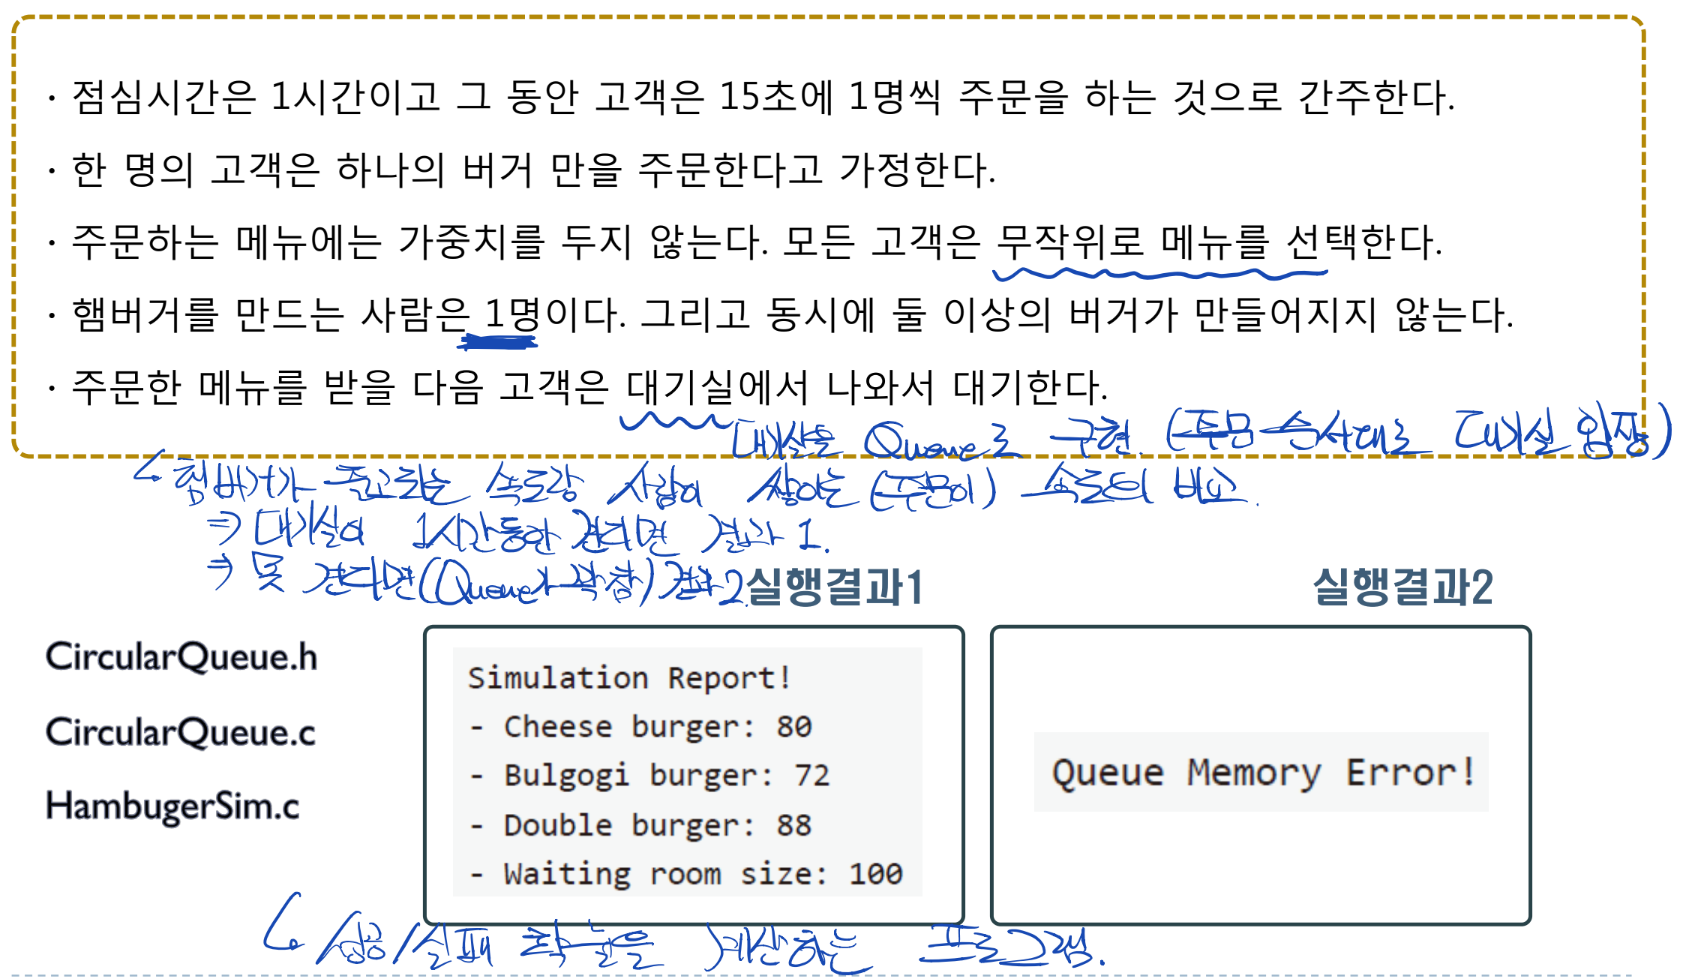 · 점심시간은 1시간이고 그 동안 고객은 15초에 1명씩 주문을 하는 것으로 간주한다.
· 한 명의 고객은 하나의 버거 만을 주문한다고 가정한다.
· 주문하는 메뉴에는 가중치를 두지 않는다. 모든 고객은 무작위로 메뉴를 선택한다.
· 햄버거를 만드는 사람은 1명이다. 그리고 동시에 둘 이상의 버거가 만들어지지 않는다.
· 주문한 메뉴를 받을 다음 고객은 대기실에서 나와서 대기한다.
대기실을 Queue로 구현. (주문 순서대로 대기실 입장)
햄버거가 만들어지는 속도랑 사람이 쌓이는 (주문이) 속도의 비교.
⇒ 대기실이 1시간동안 견디면 결과 1.
⇒ 못 견디면 (Queue가 꽉참) 결과2.
실행결과1
실행결과2
CircularQueue.h
CircularQueue.c
HambugerSim.c
Simulation Report!
- Cheese burger: 80
- Bulgogi burger: 72
- Double burger: 88
- Waiting room size: 100
Queue Memory Error!
성공/실패 확률을 계산하는 프로그램.